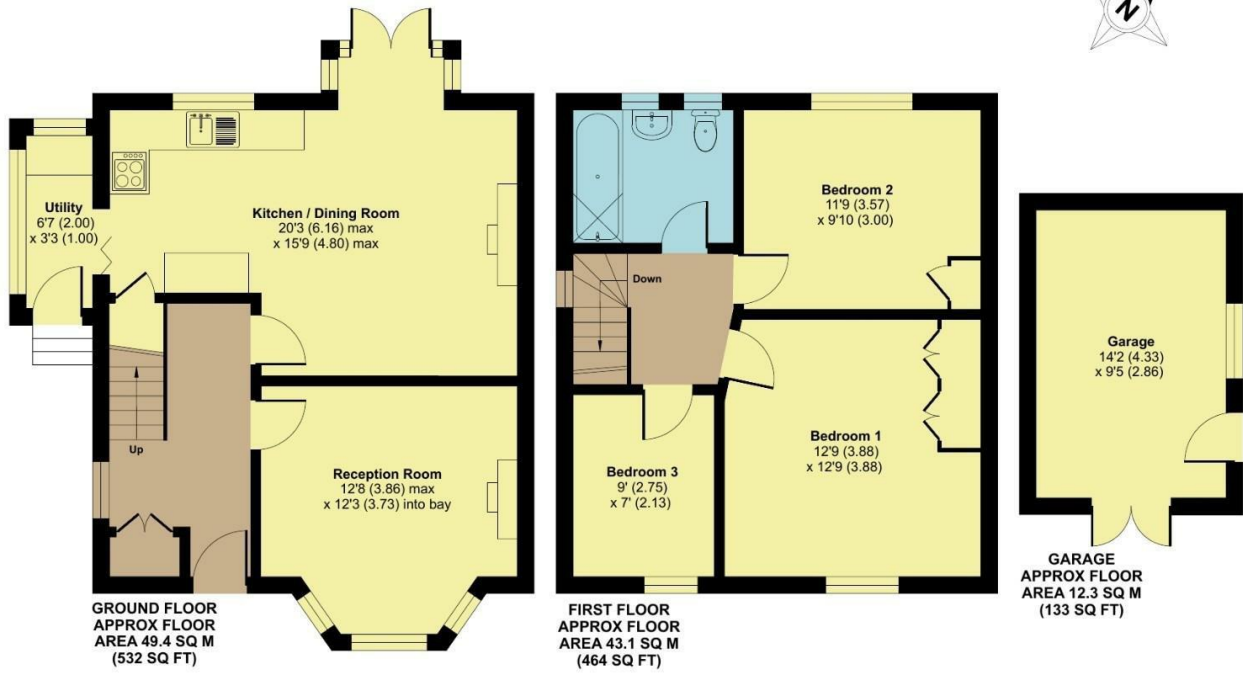 N
Utility
6'7 (2.00)
x 3'3 (1.00)
Kitchen / Dining Room
20'3 (6.16) max
x 15'9 (4.80) max
Up
Reception Room
12'8 (3.86) max
x 12'3 (3.73) into bay
GROUND FLOOR
APPROX FLOOR
AREA 49.4 SQ M
(532 SQ FT)
Bedroom 2
11'9 (3.57)
x 9'10 (3.00)
Down
Bedroom 1
12'9 (3.88)
x 12'9 (3.88)
Bedroom 3
9' (2.75)
x 7' (2.13)
FIRST FLOOR
APPROX FLOOR
AREA 43.1 SQ M
(464 SQ FT)
Garage
14'2 (4.33)
x 9'5 (2.86)
GARAGE
APPROX FLOOR
AREA 12.3 SQ M
(133 SQ FT)